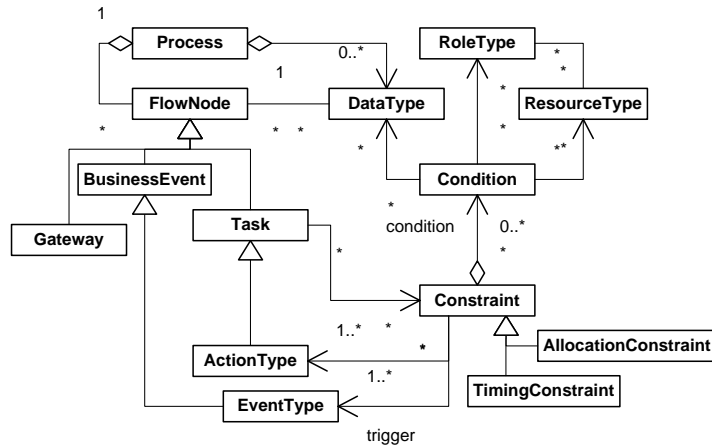 1
Process
0..*
RoleType
*
*
1
*
FlowNode
DataType
ResourceType
*
* *
*
*
**
BusinessEvent
Condition
*
Task
condition
0..*
Gateway
*
*
Constraint
1..* *
*
AllocationConstraint
ActionType
1..*
TimingConstraint
EventType
trigger